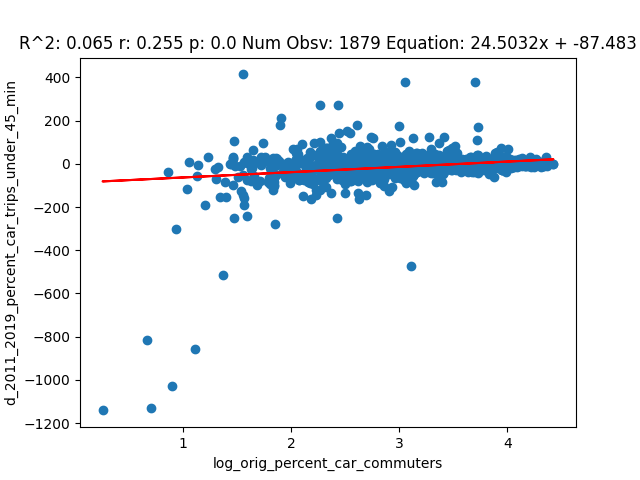 R^2: 0.065 r: 0.255 p: 0.0 Num Obsv: 1879 Equation: 24.5032x + -87.483
d_2011_2019_percent_car_trips_under_45_min
400
200
0
−200
−400
−600
−800
−1000
−1200
1 2 3 4
log_orig_percent_car_commuters